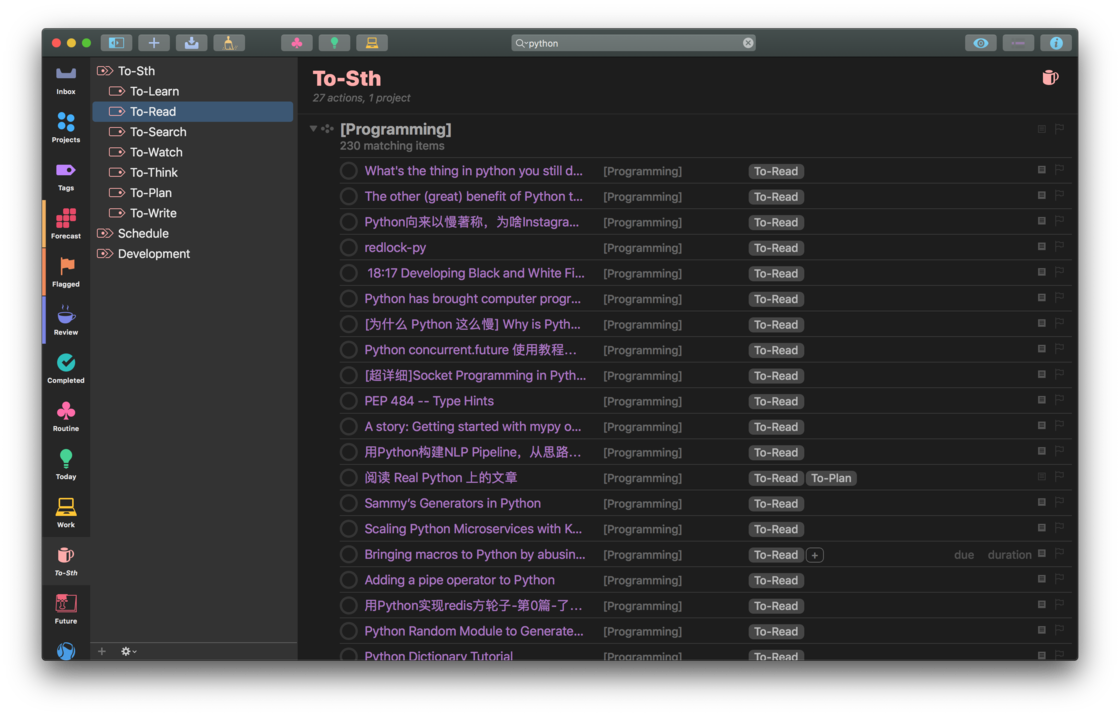 python
Inbox
Projects
Tags
Forecast
Flagged
Review
Completed
Routine
Today
Work
To-Sth
Future
To-Sth
To-Learn
To-Read
To-Search
To-Watch
To-Think
To-Plan
To-Write
Schedule
Development
To-Sth
27 actions, 1 project
[Programming]
230 matching items
What's the thing in python you still d... [Programming] To-Read
The other (great) benefit of Python t... [Programming] To-Read
Python向来以慢著称，为啥Instagra... [Programming] To-Read
redlock-py [Programming] To-Read
18:17 Developing Black and White Fi... [Programming] To-Read
Python has brought computer progr... [Programming] To-Read
[为什么 Python 这么慢] Why is Pyth... [Programming] To-Read
Python concurrent.future 使用教程... [Programming] To-Read
[超详细]Socket Programming in Pyth... [Programming] To-Read
PEP 484 -- Type Hints [Programming] To-Read
A story: Getting started with mypy o... [Programming] To-Read
用Python构建NLP Pipeline，从思路... [Programming] To-Read
阅读 Real Python 上的文章 [Programming] To-Read To-Plan
Sammy's Generators in Python [Programming] To-Read
Scaling Python Microservices with K... [Programming] To-Read
Bringing macros to Python by abusin... [Programming] To-Read + due duration
Adding a pipe operator to Python [Programming] To-Read
用Python实现redis方轮子-第0篇-了... [Programming] To-Read
Python Random Module to Generate... [Programming] To-Read
Python Dictionary Tutorial [Programming] To-Read